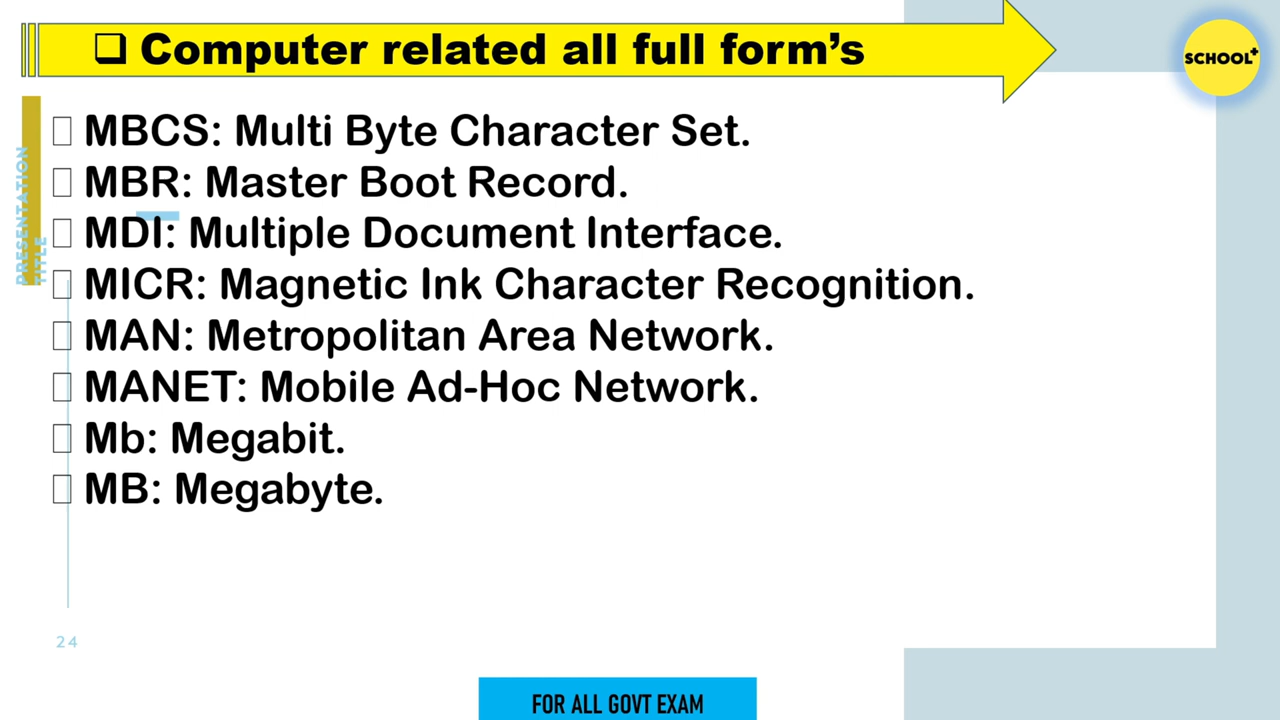 ❑ Computer related all full form’s
SCHOOL+
MBCS: Multi Byte Character Set.
MBR: Master Boot Record.
MDI: Multiple Document Interface.
MICR: Magnetic Ink Character Recognition.
MAN: Metropolitan Area Network.
MANET: Mobile Ad-Hoc Network.
Mb: Megabit.
MB: Megabyte.
PRESENTATION
TITLE
24
FOR ALL GOVT EXAM